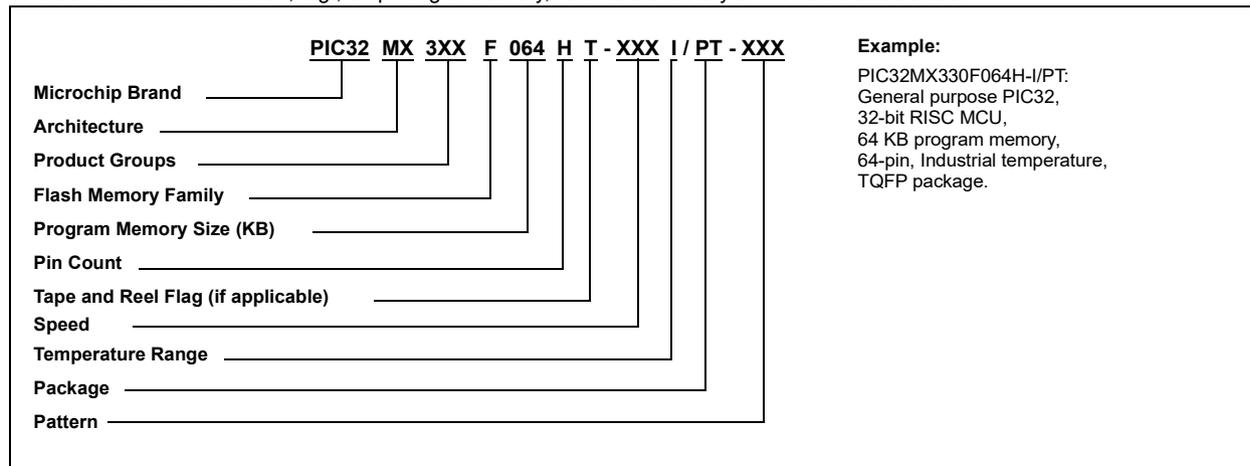 PIC32 MX 3XX F 064 H T - XXX I / PT - XXX
Microchip Brand
Architecture
Product Groups
Flash Memory Family
Program Memory Size (KB)
Pin Count
Tape and Reel Flag (if applicable)
Speed
Temperature Range
Package
Pattern
Example:
PIC32MX330F064H-I/PT:
General purpose PIC32,
32-bit RISC MCU,
64 KB program memory,
64-pin, Industrial temperature,
TQFP package.